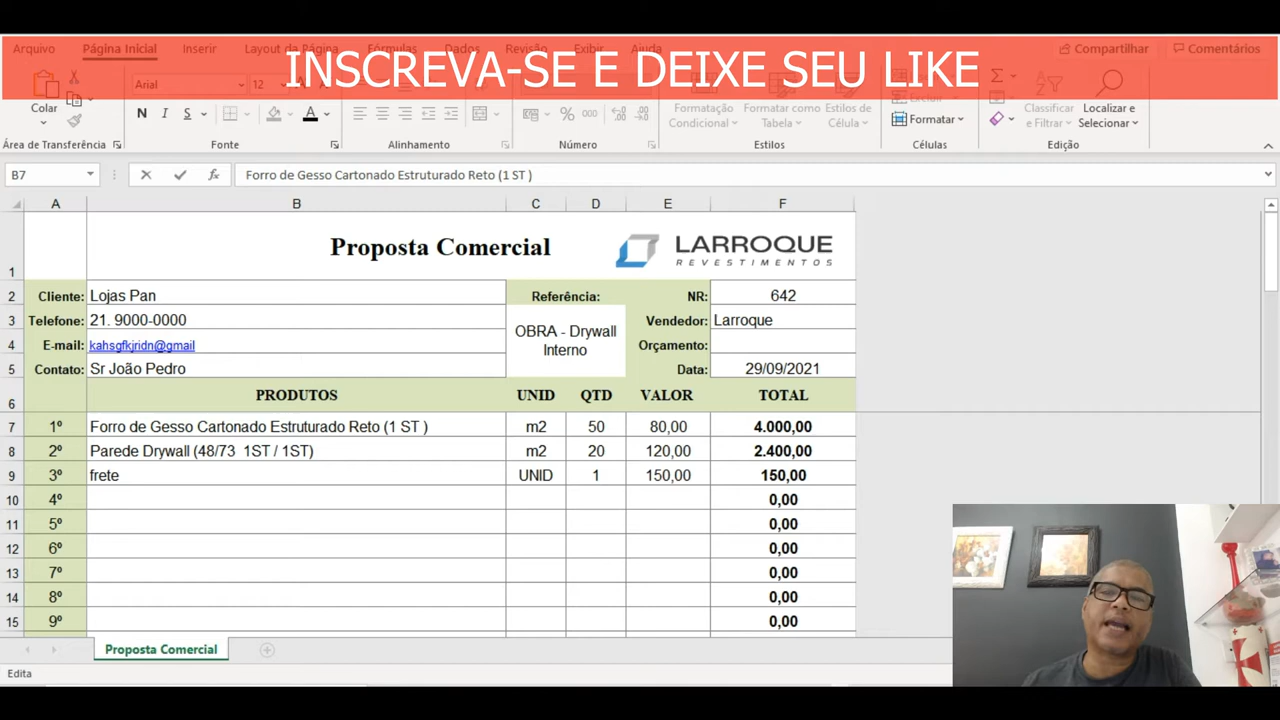 Arquivo Página Inicial Inserir Layout da Página Fórmulas Dados Revisão Exibir Ajuda Compartilhar Comentários
INSCREVA-SE E DEIXE SEU LIKE
Colar Arial 12 Formatação Condicional Formatar como Tabela Estilos de Célula Excluir Formatar Classificar e Filtrar Localizar e Selecionar
N I S A % 000
Área de Transferência Fonte Alinhamento Número Estilos Células Edição
B7 fx Forro de Gesso Cartonado Estruturado Reto (1 ST )
A B C D E F
1 Proposta Comercial LARROQUE
REVESTIMENTOS
2 Cliente: Lojas Pan Referência: NR: 642
3 Telefone: 21. 9000-0000 OBRA - Drywall Interno Vendedor: Larroque
4 E-mail: kahsgfkjridn@gmail Orçamento:
5 Contato: Sr João Pedro Data: 29/09/2021
6 PRODUTOS UNID QTD VALOR TOTAL
7 1º Forro de Gesso Cartonado Estruturado Reto (1 ST ) m2 50 80,00 4.000,00
8 2º Parede Drywall (48/73 1ST / 1ST) m2 20 120,00 2.400,00
9 3º frete UNID 1 150,00 150,00
10 4º 0,00
11 5º 0,00
12 6º 0,00
13 7º 0,00
14 8º 0,00
15 9º 0,00
Proposta Comercial
Edita